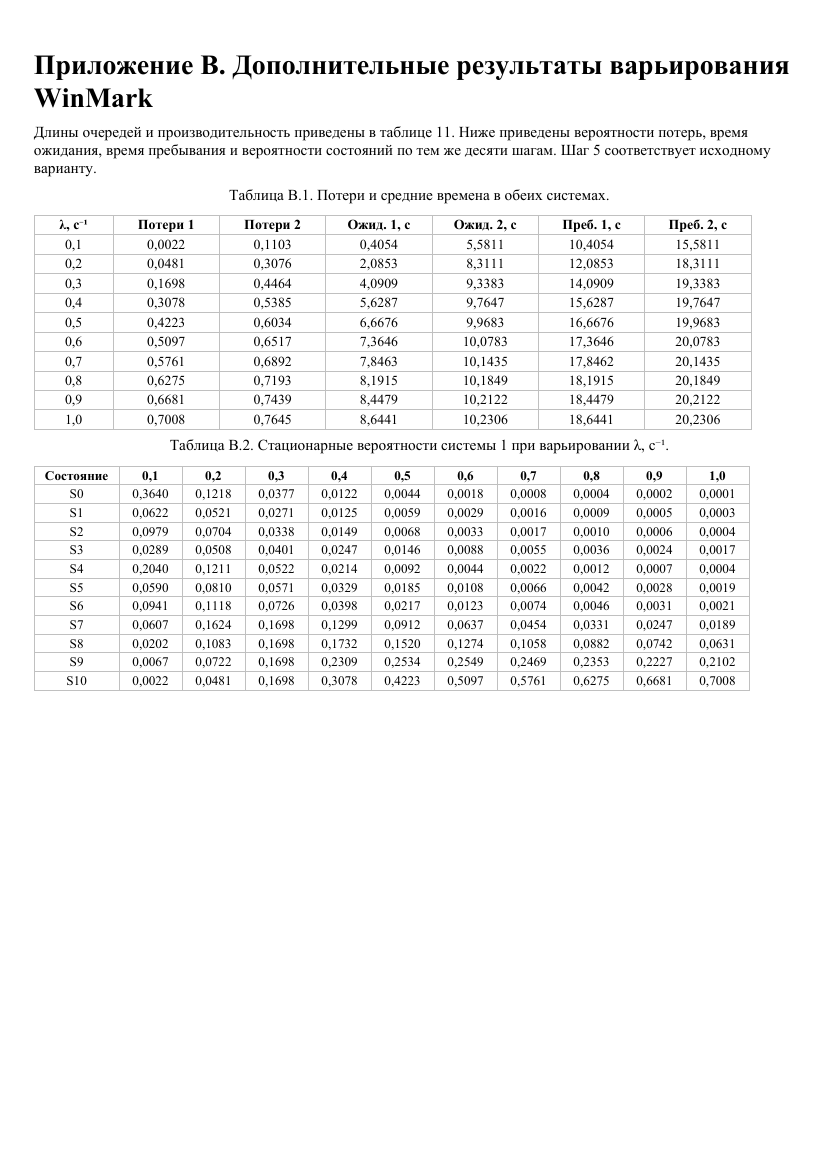 Приложение В. Дополнительные результаты варьирования
WinMark
Длины очередей и производительность приведены в таблице 11. Ниже приведены вероятности потерь, время
ожидания, время пребывания и вероятности состояний по тем же десяти шагам. Шаг 5 соответствует исходному
варианту.
Таблица В.1. Потери и средние времена в обеих системах.
λ, с⁻¹ Потери 1 Потери 2 Ожид. 1, с Ожид. 2, с Преб. 1, с Преб. 2, с
0,1 0,0022 0,1103 0,4054 5,5811 10,4054 15,5811
0,2 0,0481 0,3076 2,0853 8,3111 12,0853 18,3111
0,3 0,1698 0,4464 4,0909 9,3383 14,0909 19,3383
0,4 0,3078 0,5385 5,6287 9,7647 15,6287 19,7647
0,5 0,4223 0,6034 6,6676 9,9683 16,6676 19,9683
0,6 0,5097 0,6517 7,3646 10,0783 17,3646 20,0783
0,7 0,5761 0,6892 7,8463 10,1435 17,8462 20,1435
0,8 0,6275 0,7193 8,1915 10,1849 18,1915 20,1849
0,9 0,6681 0,7439 8,4479 10,2122 18,4479 20,2122
1,0 0,7008 0,7645 8,6441 10,2306 18,6441 20,2306
Таблица В.2. Стационарные вероятности системы 1 при варьировании λ, с⁻¹.
Состояние 0,1 0,2 0,3 0,4 0,5 0,6 0,7 0,8 0,9 1,0
S0 0,3640 0,1218 0,0377 0,0122 0,0044 0,0018 0,0008 0,0004 0,0002 0,0001
S1 0,0622 0,0521 0,0271 0,0125 0,0059 0,0029 0,0016 0,0009 0,0005 0,0003
S2 0,0979 0,0704 0,0338 0,0149 0,0068 0,0033 0,0017 0,0010 0,0006 0,0004
S3 0,0289 0,0508 0,0401 0,0247 0,0146 0,0088 0,0055 0,0036 0,0024 0,0017
S4 0,2040 0,1211 0,0522 0,0214 0,0092 0,0044 0,0022 0,0012 0,0007 0,0004
S5 0,0590 0,0810 0,0571 0,0329 0,0185 0,0108 0,0066 0,0042 0,0028 0,0019
S6 0,0941 0,1118 0,0726 0,0398 0,0217 0,0123 0,0074 0,0046 0,0031 0,0021
S7 0,0607 0,1624 0,1698 0,1299 0,0912 0,0637 0,0454 0,0331 0,0247 0,0189
S8 0,0202 0,1083 0,1698 0,1732 0,1520 0,1274 0,1058 0,0882 0,0742 0,0631
S9 0,0067 0,0722 0,1698 0,2309 0,2534 0,2549 0,2469 0,2353 0,2227 0,2102
S10 0,0022 0,0481 0,1698 0,3078 0,4223 0,5097 0,5761 0,6275 0,6681 0,7008